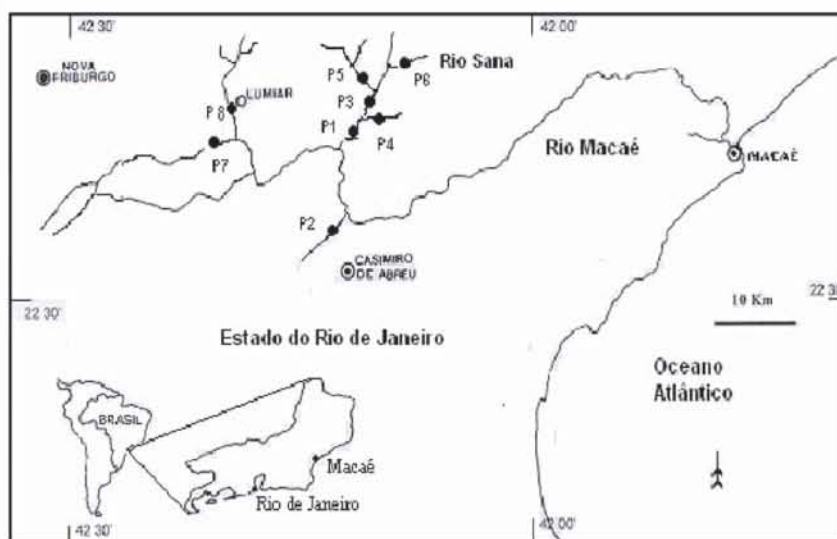 42 30'
42 00'
NOVA
FRIBURGO
LUMIAR
P 8
P7
P5
P3
P1
P4
P6
Rio Sana
Rio Macaé
MACAÉ
P2
CASIMIRO
DE ABREU
22 30'
22 3
10 Km
Estado do Rio de Janeiro
Oceano
Atlântico
BRASIL
Macaé
Rio de Janeiro
42 30'
42 00'